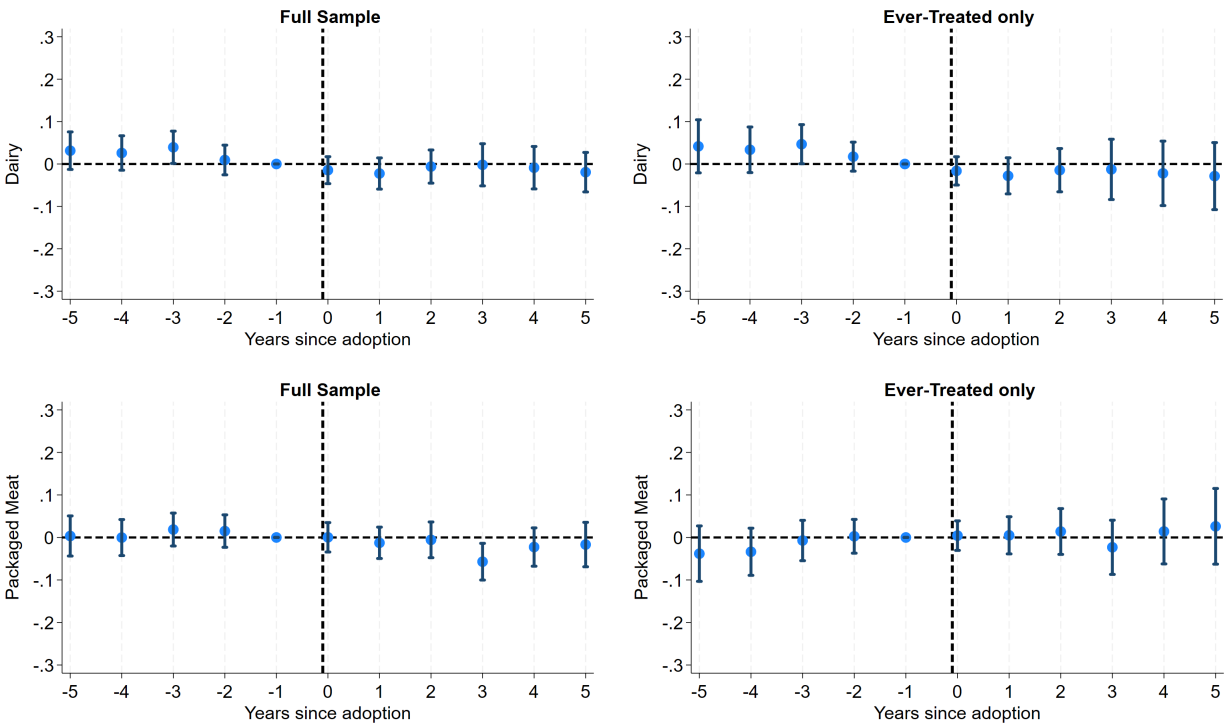 Full Sample
.3
.2
.1
0
-.1
-.2
-.3
Dairy
-5 -4 -3 -2 -1 0 1 2 3 4 5
Years since adoption
Ever-Treated only
.3
.2
.1
0
-.1
-.2
-.3
Dairy
-5 -4 -3 -2 -1 0 1 2 3 4 5
Years since adoption
Full Sample
.3
.2
.1
0
-.1
-.2
-.3
Packaged Meat
-5 -4 -3 -2 -1 0 1 2 3 4 5
Years since adoption
Ever-Treated only
.3
.2
.1
0
-.1
-.2
-.3
Packaged Meat
-5 -4 -3 -2 -1 0 1 2 3 4 5
Years since adoption